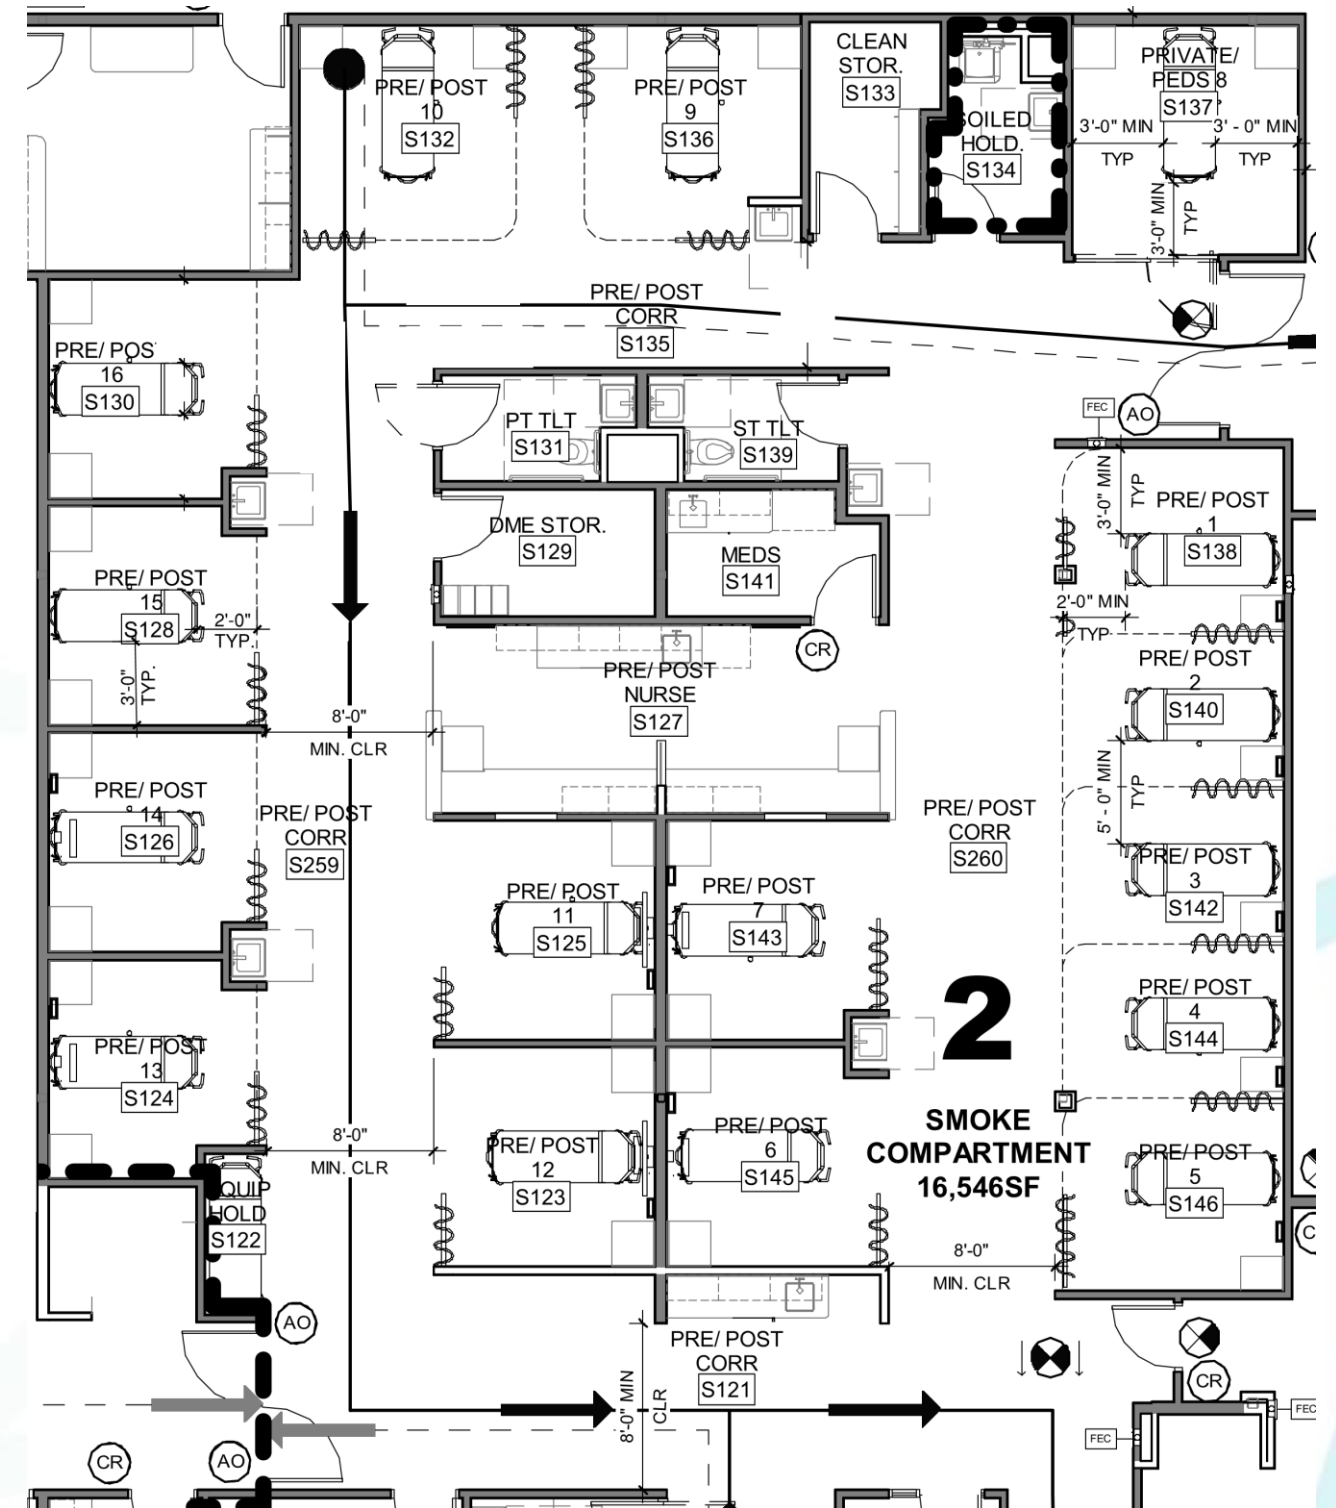 PRE/ POST
10
S132
PRE/ POST
9
S136
CLEAN
STOR.
S133
SOILED
HOLD.
S134
PRIVATE/
PEDS 8
S137
3'-0" MIN
TYP
3' - 0" MIN
TYP
3'-0" MIN
TYP
PRE/ POST
CORR
S135
PRE/ POS
16
S130
PT TLT
S131
ST TLT
S139
FEC
AO
3'-0" MIN
TYP
PRE/ POST
1
S138
DME STOR.
S129
MEDS
S141
PRE/ POST
15
S128
2'-0"
TYP.
3'-0"
TYP.
CR
2'-0" MIN
TYP
PRE/ POST
2
S140
PRE/ POST
NURSE
S127
8'-0"
MIN. CLR
5' - 0" MIN
TYP
PRE/ POST
14
S126
PRE/ POST
CORR
S259
PRE/ POST
CORR
S260
PRE/ POST
3
S142
PRE/ POST
11
S125
PRE/ POST
7
S143
2
PRE/ POST
4
S144
PRE/ POST
13
S124
SMOKE
COMPARTMENT
16,546SF
8'-0"
MIN. CLR
PRE/ POST
12
S123
PRE/ POST
6
S145
PRE/ POST
5
S146
EQUIP
HOLD
S122
8'-0"
MIN. CLR
C
AO
PRE/ POST
CORR
S121
8'-0" MIN
CLR
CR
FEC
FEC
CR
AO